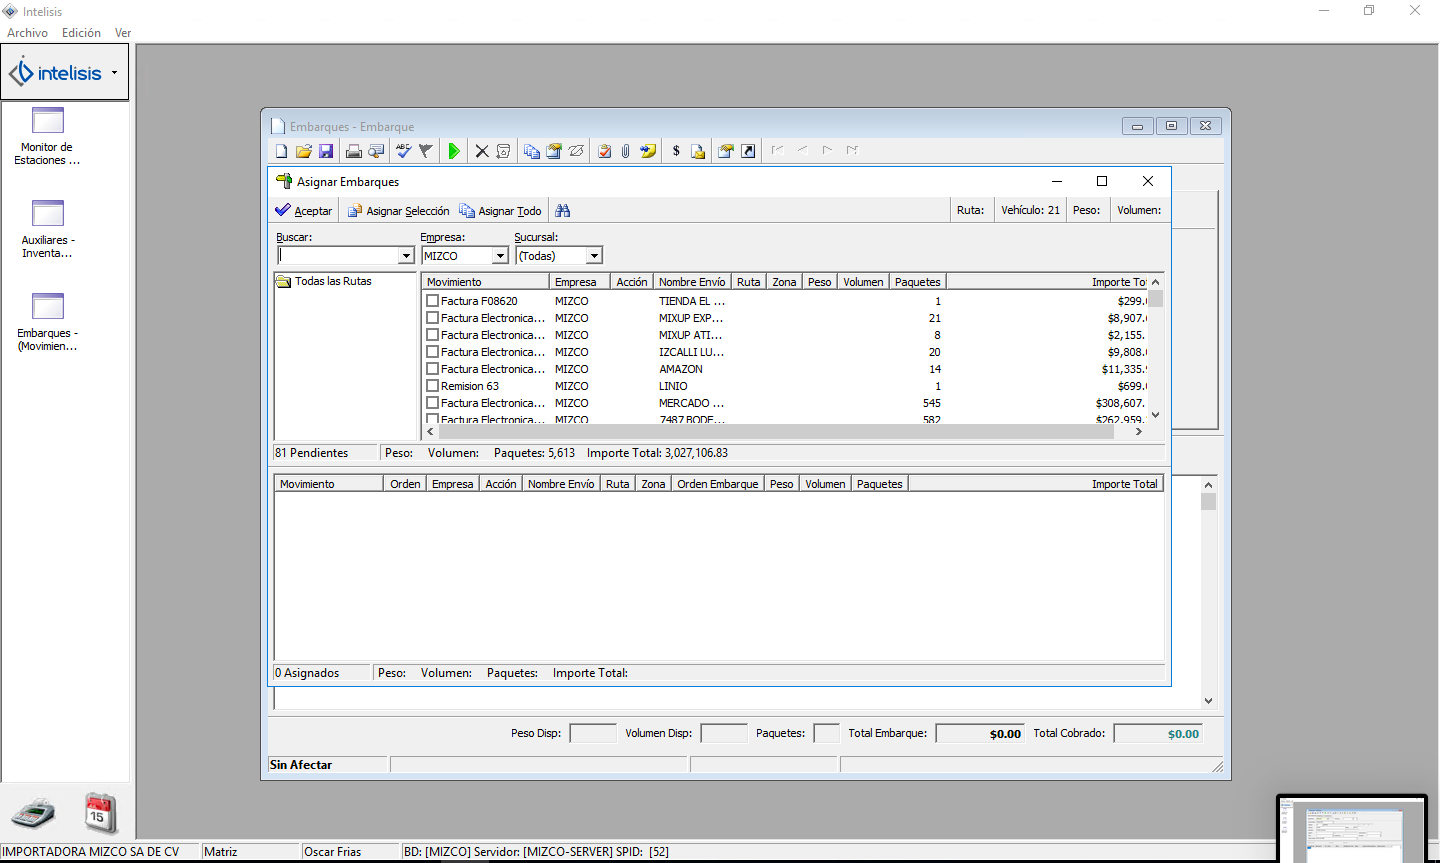 Intelisis
Archivo Edición Ver
intelisis
Monitor de
Estaciones ...
Auxiliares -
Inventa...
Embarques -
(Movimien...
15
Embarques - Embarque
ABC
$
Asignar Embarques
Aceptar Asignar Selección Asignar Todo Ruta: Vehículo: 21 Peso: Volumen:
Buscar: Empresa: Sucursal:
MIZCO (Todas)
Todas las Rutas
Movimiento Empresa Acción Nombre Envío Ruta Zona Peso Volumen Paquetes Importe Tot
Factura F08620 MIZCO TIENDA EL ... 1 $299.
Factura Electronica... MIZCO MIXUP EXP... 21 $8,907.
Factura Electronica... MIZCO MIXUP ATI... 8 $2,155.
Factura Electronica... MIZCO IZCALLI LU... 20 $9,808.
Factura Electronica... MIZCO AMAZON 14 $11,335.
Remision 63 MIZCO LINIO 1 $699.
Factura Electronica... MIZCO MERCADO ... 545 $308,607.
Factura Electronica... MIZCO 7487 BODE... 582 $262,959.
81 Pendientes Peso: Volumen: Paquetes: 5,613 Importe Total: 3,027,106.83
Movimiento Orden Empresa Acción Nombre Envío Ruta Zona Orden Embarque Peso Volumen Paquetes Importe Total
0 Asignados Peso: Volumen: Paquetes: Importe Total:
Peso Disp: Volumen Disp: Paquetes: Total Embarque: $0.00 Total Cobrado: $0.00
Sin Afectar
IMPORTADORA MIZCO SA DE CV Matriz Oscar Frias BD: [MIZCO] Servidor: [MIZCO-SERVER] SPID: [52]